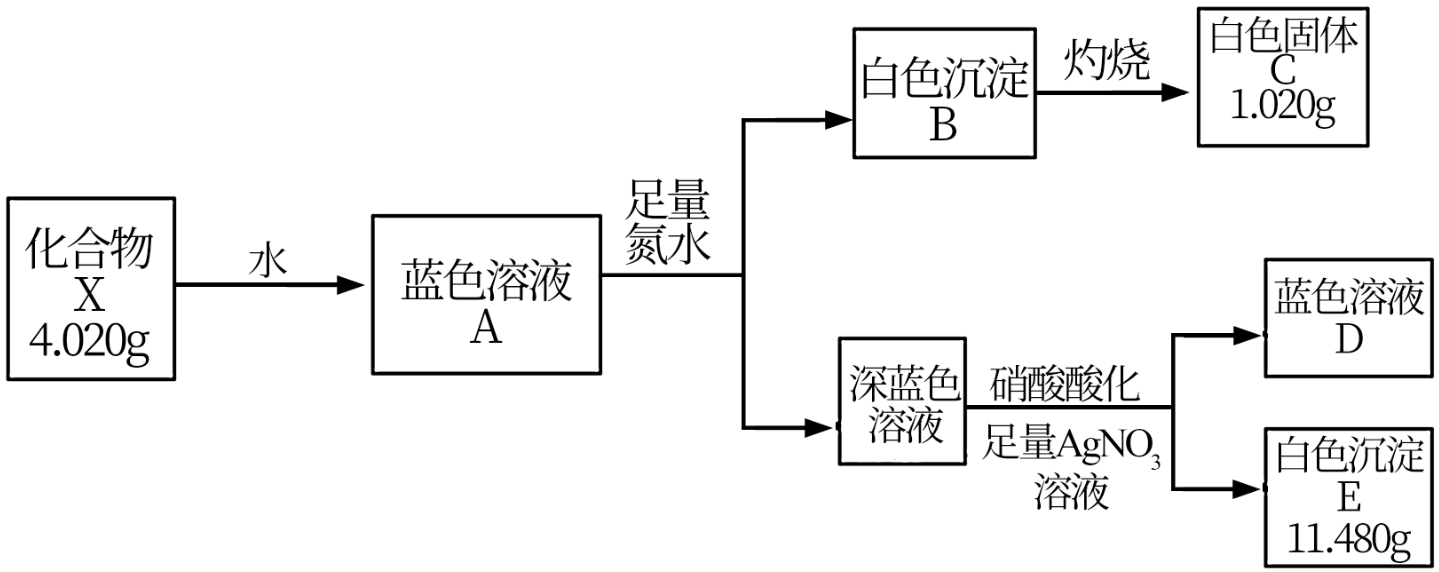 化合物
X
4.020g
水
蓝色溶液
A
足量
氮水
白色沉淀
B
灼烧
白色固体
C
1.020g
深蓝色
溶液
硝酸酸化
足量AgNO₃
溶液
蓝色溶液
D
白色沉淀
E
11.480g